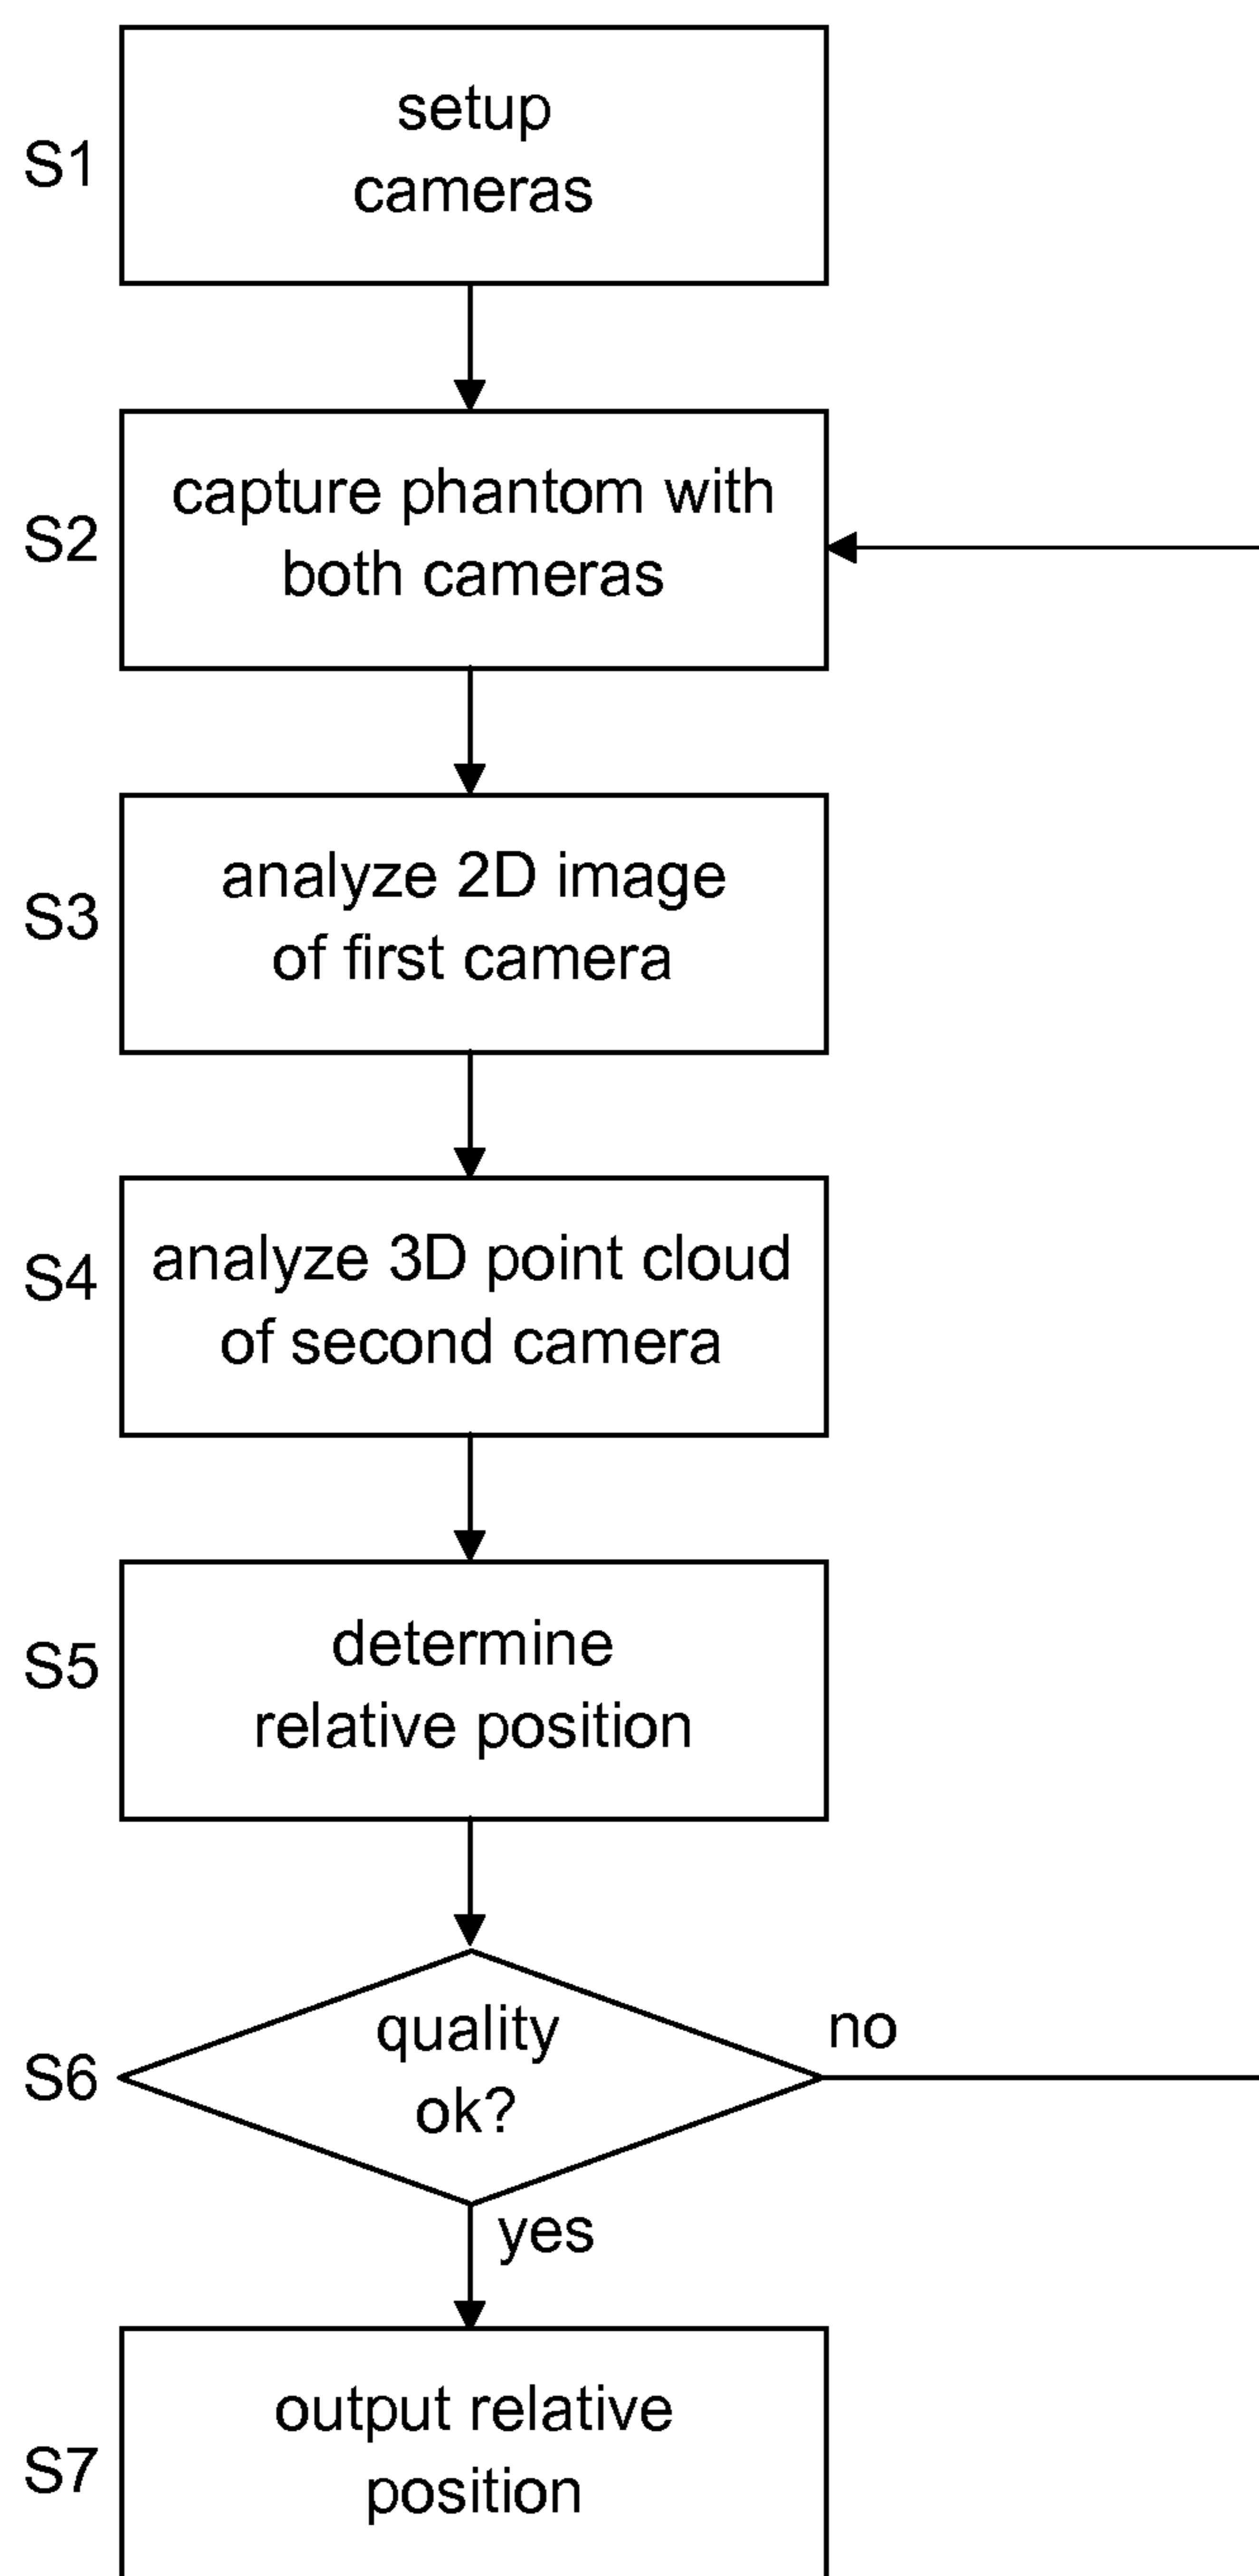 S1
setup
cameras
S2
capture phantom with
both cameras
S3
analyze 2D image
of first camera
S4
analyze 3D point cloud
of second camera
S5
determine
relative position
S6
quality
ok?
no
yes
S7
output relative
position